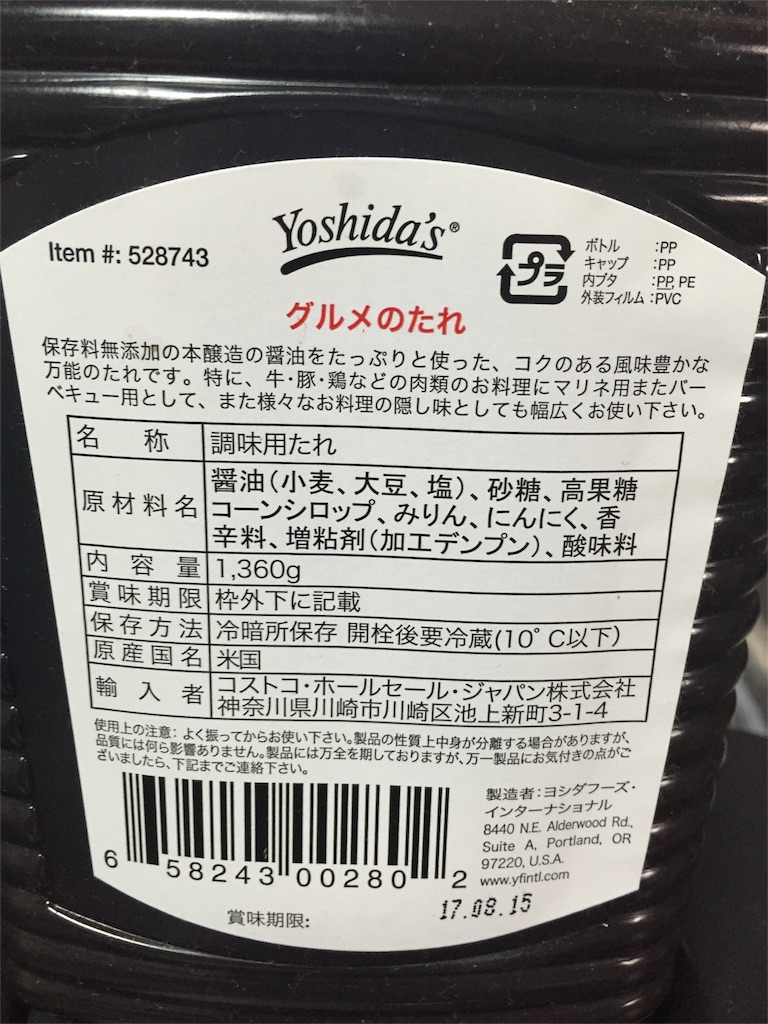 Yoshida's®
Item #: 528743
プラ
ボトル :PP
キャップ :PP
内ブタ :PP, PE
外装フィルム :PVC
グルメのたれ
保存料無添加の本醸造の醤油をたっぷりと使った、コクのある風味豊かな
万能のたれです。特に、牛・豚・鶏などの肉類のお料理にマリネ用またバー
ベキュー用として、また様々なお料理の隠し味としても幅広くお使い下さい。
名称 調味用たれ
原材料名 醤油(小麦、大豆、塩)、砂糖、高果糖
コーンシロップ、みりん、にんにく、香
辛料、増粘剤(加工デンプン)、酸味料
内容量 1,360g
賞味期限 枠外下に記載
保存方法 冷暗所保存 開栓後要冷蔵(10°C以下)
原産国名 米国
輸入者 コストコ・ホールセール・ジャパン株式会社
神奈川県川崎市川崎区池上新町3-1-4
使用上の注意: よく振ってからお使い下さい。製品の性質上中身が分離する場合がありますが、
品質には何ら影響ありません。製品には万全を期しておりますが、万一製品にお気付きの点がご
ざいましたら、下記までご連絡下さい。
製造者:ヨシダフーズ・
インターナショナル
8440 N.E. Alderwood Rd.,
Suite A, Portland, OR
97220, U.S.A.
www.yfintl.com
6 58243 00280 2
賞味期限:
17.08.15